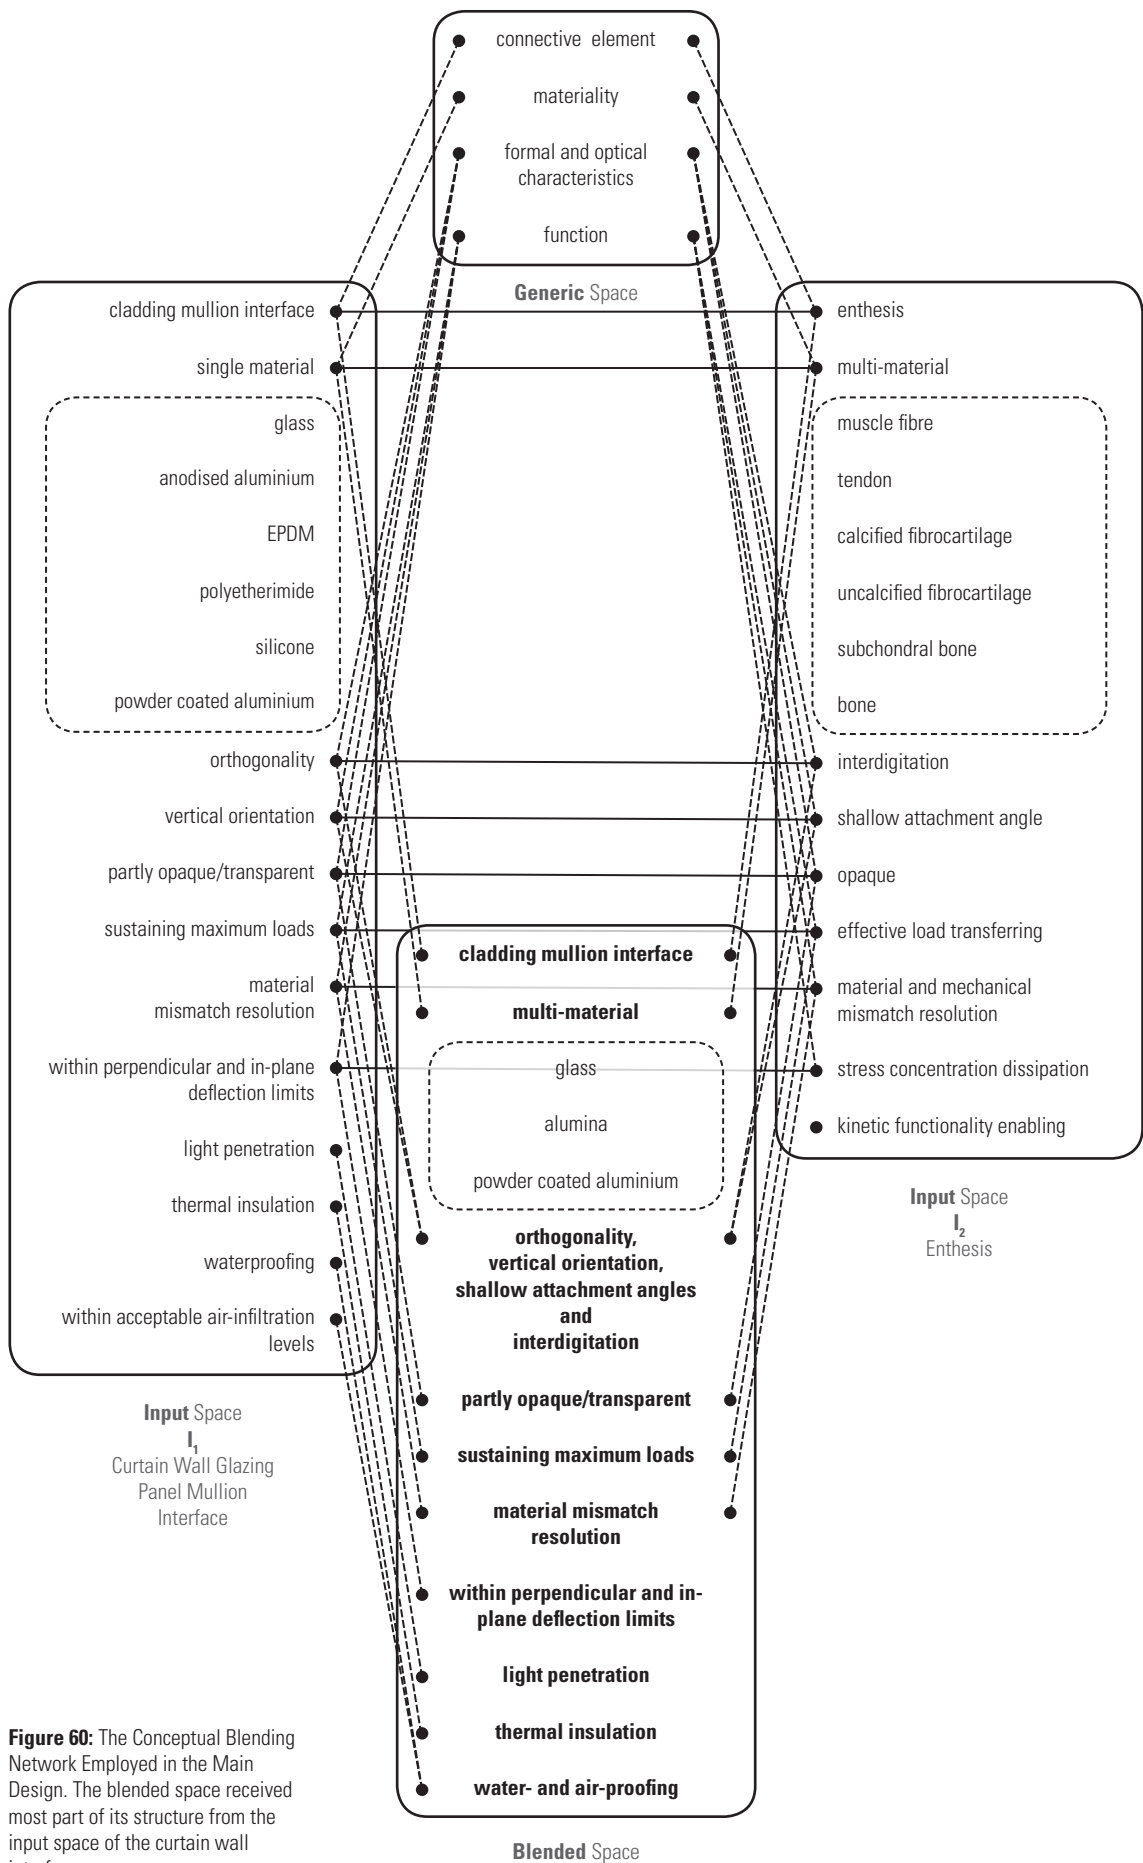 connective element
materiality
formal and optical
characteristics
function
Generic Space
cladding mullion interface
single material
glass
anodised aluminium
EPDM
polyetherimide
silicone
powder coated aluminium
orthogonality
vertical orientation
partly opaque/transparent
sustaining maximum loads
material
mismatch resolution
within perpendicular and in-plane
deflection limits
light penetration
thermal insulation
waterproofing
within acceptable air-infiltration
levels
Input Space
I1
Curtain Wall Glazing
Panel Mullion
Interface
enthesis
multi-material
muscle fibre
tendon
calcified fibrocartilage
uncalcified fibrocartilage
subchondral bone
bone
interdigitation
shallow attachment angle
opaque
effective load transferring
material and mechanical
mismatch resolution
stress concentration dissipation
kinetic functionality enabling
Input Space
I2
Enthesis
cladding mullion interface
multi-material
glass
alumina
powder coated aluminium
orthogonality,
vertical orientation,
shallow attachment angles
and
interdigitation
partly opaque/transparent
sustaining maximum loads
material mismatch
resolution
within perpendicular and in-
plane deflection limits
light penetration
thermal insulation
water- and air-proofing
Blended Space
Figure 60: The Conceptual Blending
Network Employed in the Main
Design. The blended space received
most part of its structure from the
input space of the curtain wall